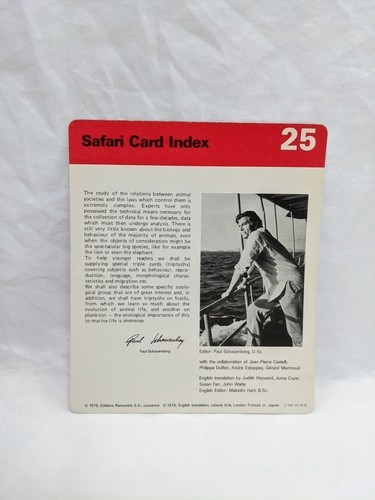 Safari Card Index
25
The study of the relations between animal
societies and the laws which control them is
extremely complex. Experts have only
possessed the technical means necessary for
the collection of data for a few decades, data
which must then undergo analysis. There is
still very little known about the biology and
behaviour of the majority of animals, even
when the objects of consideration might be
the spectacular big species, like for example
the lion or even the elephant.
To help younger readers we shall be
supplying special triple cards (triptychs)
covering subjects such as behaviour, repro-
duction, language, morphological charac-
teristics and migration etc.
We shall also describe some specific zoolo-
gical group that are of great interest and, in
addition, we shall have triptychs on fossils,
from which we learn so much about the
evolution of animal life, and another on
plankton – the ecological importance of this
to marine life is immense.
Paul Schauenberg
Paul Schauenberg
Editor: Paul Schauenberg, D.Sc.
with the collaboration of Jean-Pierre Castelli,
Philippe Dutton, André Esteppey, Gérard Mermoud
English translation by Judith Hayward, Anne Cope,
Susan Fan, John Watts
English Editor: Malcolm Hart, B.Sc.
© 1975, Editions Rencontre S.A., Lausanne
© 1975, English translation, Leisure Arts, London Printed in Japan